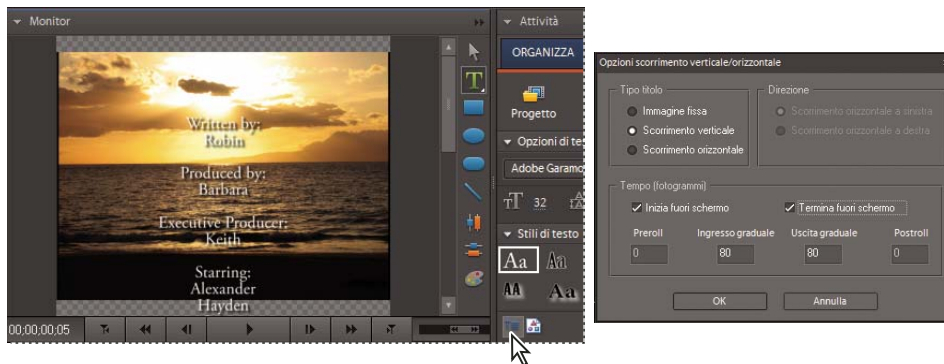 Monitor
Written by:
Robin
Produced by:
Barbara
Executive Producer:
Keith
Starring:
Alexander
Hayden
00;00;00;05
Attività
ORGANIZZA
Progetto
Opzioni di te
Adobe Garamo
TT 32
Stili di testo
Aa Aa
AA Aa
Opzioni scorrimento verticale/orizzontale
Tipo titolo
Immagine fissa
Scorrimento verticale
Scorrimento orizzontale
Direzione
Scorrimento orizzontale a sinistra
Scorrimento orizzontale a destra
Tempo (fotogrammi)
Inizia fuori schermo
Termina fuori schermo
Preroll Ingresso graduale Uscita graduale Postroll
0 80 80 0
OK Annulla